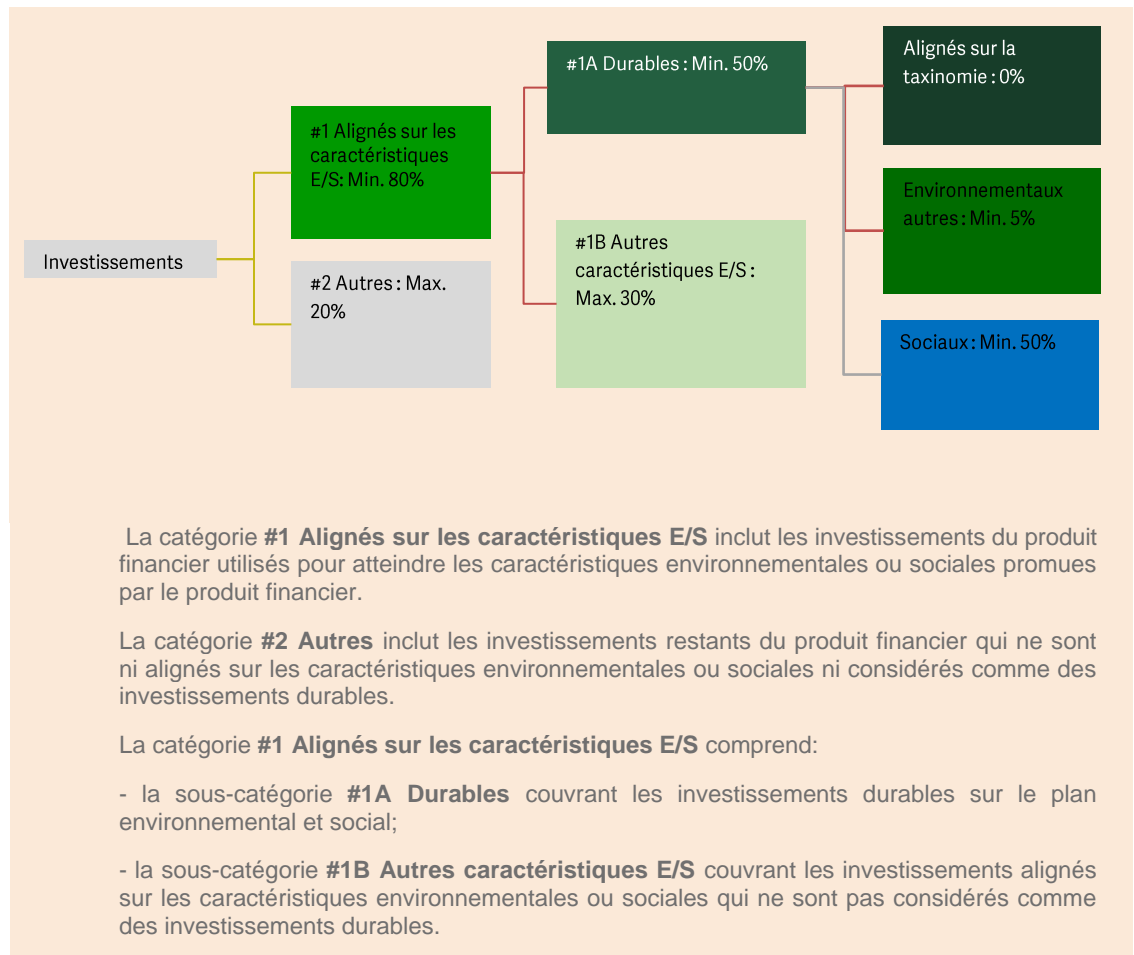 Investissements
#1 Alignés sur les
caractéristiques
E/S: Min. 80%
#2 Autres : Max.
20%
#1A Durables : Min. 50%
#1B Autres
caractéristiques E/S :
Max. 30%
Alignés sur la
taxinomie : 0%
Environnementaux
autres : Min. 5%
Sociaux : Min. 50%
La catégorie #1 Alignés sur les caractéristiques E/S inclut les investissements du produit
financier utilisés pour atteindre les caractéristiques environnementales ou sociales promues
par le produit financier.
La catégorie #2 Autres inclut les investissements restants du produit financier qui ne sont
ni alignés sur les caractéristiques environnementales ou sociales ni considérés comme des
investissements durables.
La catégorie #1 Alignés sur les caractéristiques E/S comprend:
- la sous-catégorie #1A Durables couvrant les investissements durables sur le plan
environnemental et social;
- la sous-catégorie #1B Autres caractéristiques E/S couvrant les investissements alignés
sur les caractéristiques environnementales ou sociales qui ne sont pas considérés comme
des investissements durables.